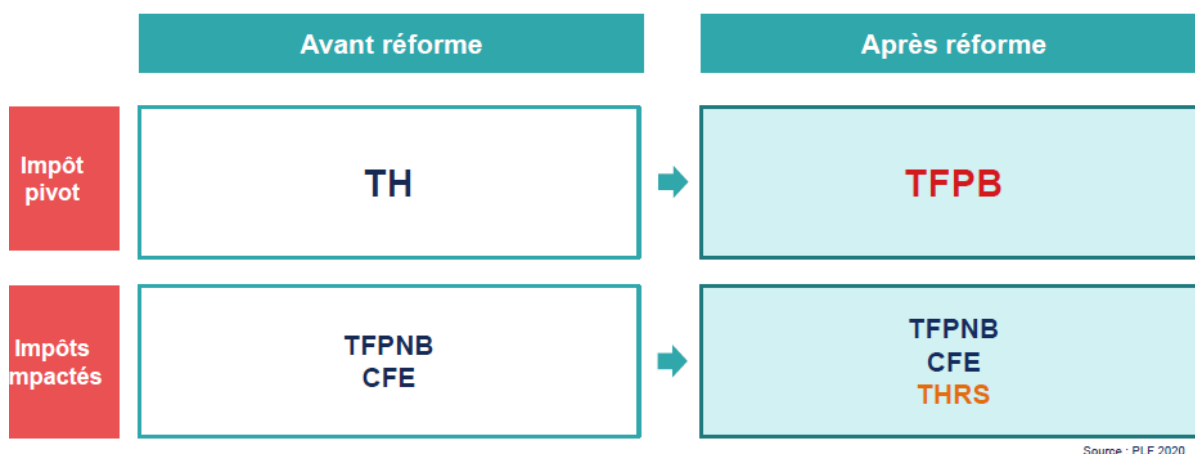 Avant réforme
Après réforme
Impôt
pivot
TH
TFPB
Impôts
mpactés
TFPNB
CFE
TFPNB
CFE
THRS
Source : PLF 2020